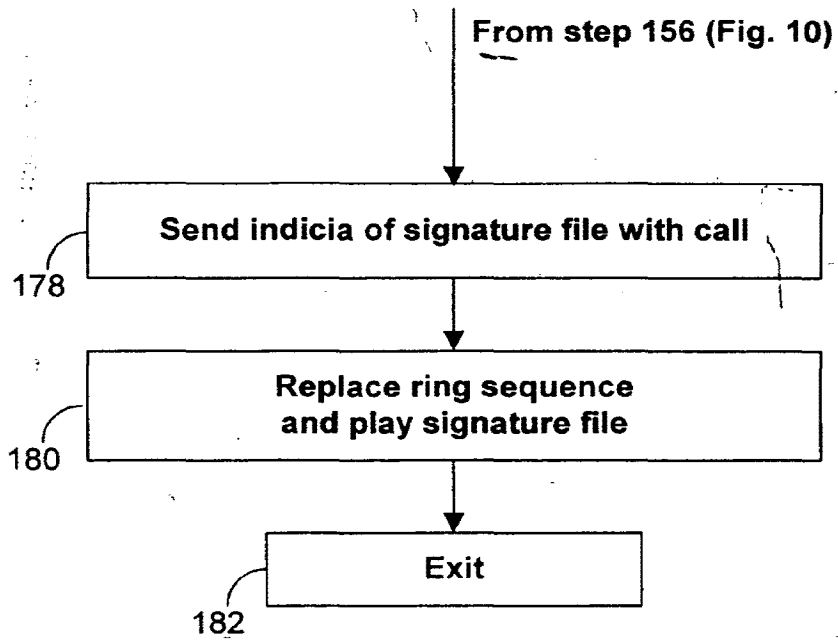 From step 156 (Fig. 10)
Send indicia of signature file with call
178
Replace ring sequence
and play signature file
180
Exit
182